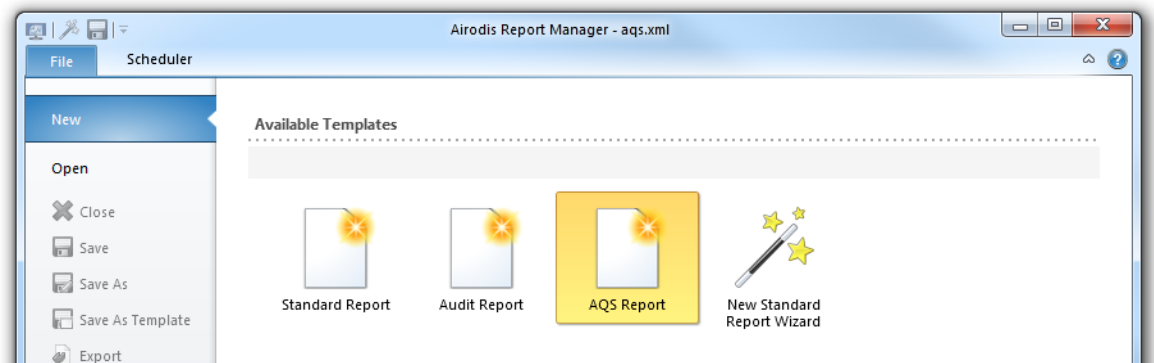 Airodis Report Manager - aqs.xml
File
Scheduler
New
Available Templates
Open
Close
Save
Save As
Save As Template
Export
Standard Report
Audit Report
AQS Report
New Standard
Report Wizard